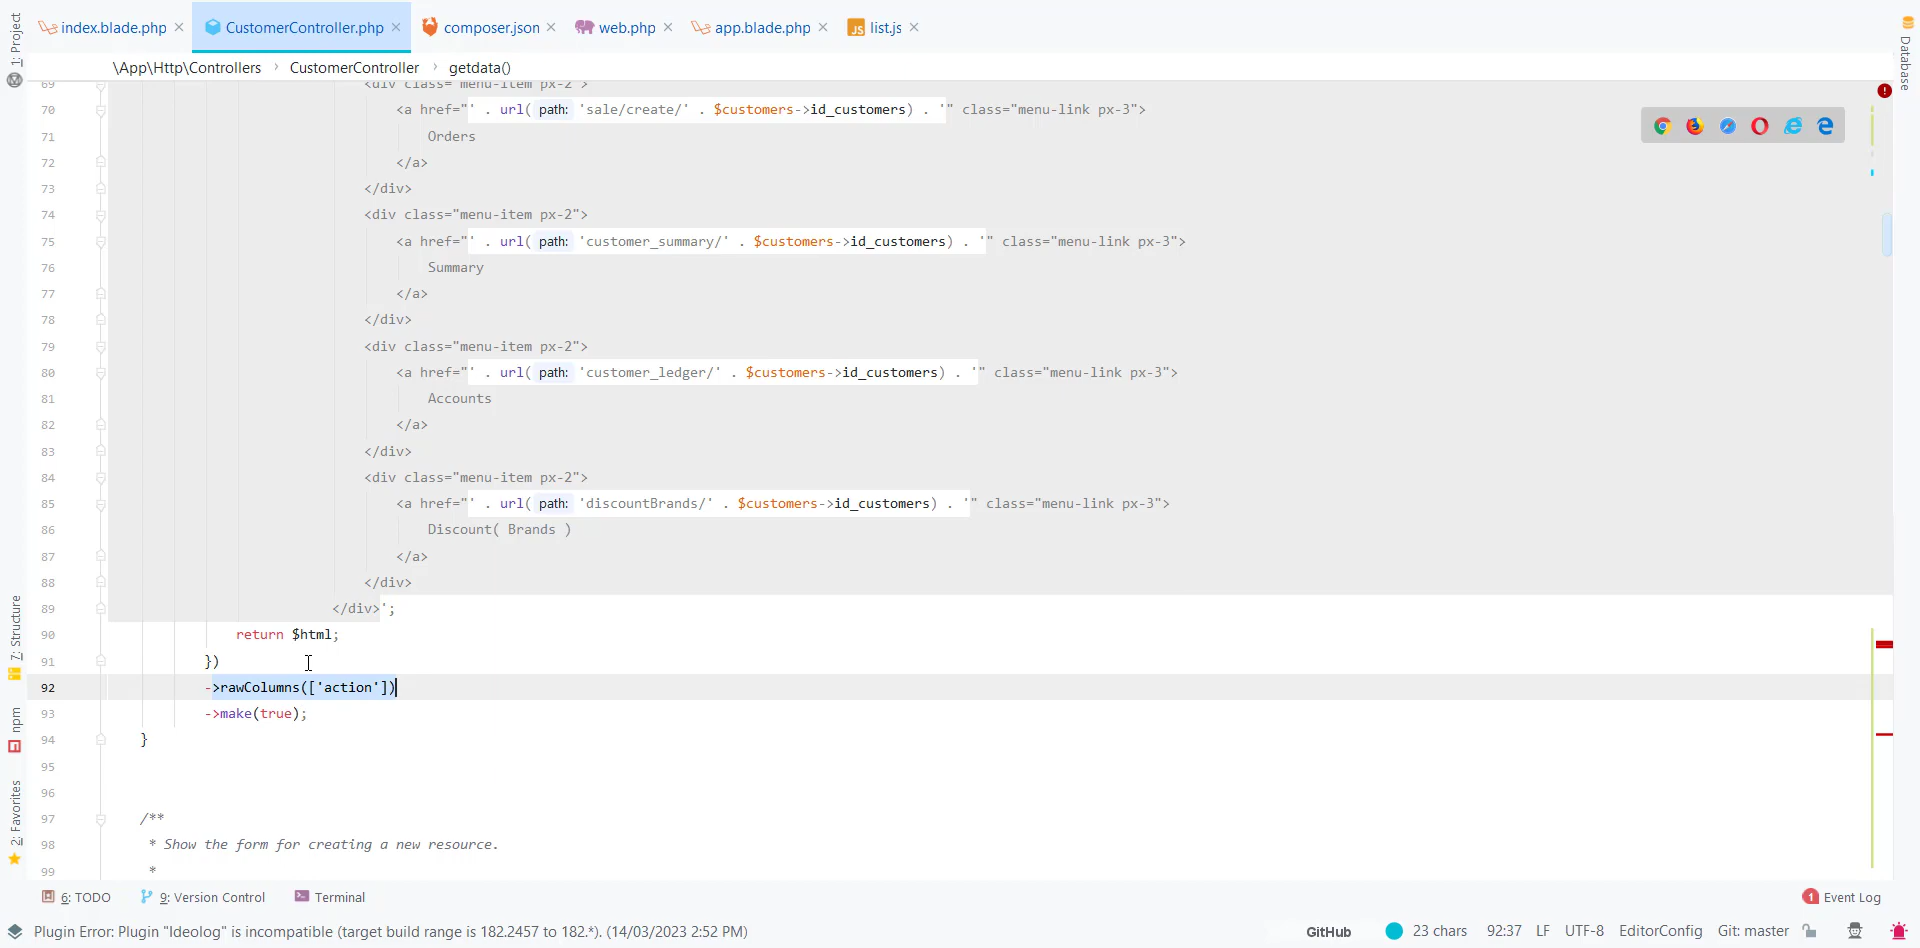 1: Project
index.blade.php
CustomerController.php
composer.json
web.php
app.blade.php
list.js
Database
\App\Http\Controllers › CustomerController › getdata()
69 <div class="menu-item px-2">
70 <a href="' . url( path: 'sale/create/' . $customers->id_customers) . '" class="menu-link px-3">
71 Orders
72 </a>
73 </div>
74 <div class="menu-item px-2">
75 <a href="' . url( path: 'customer_summary/' . $customers->id_customers) . '" class="menu-link px-3">
76 Summary
77 </a>
78 </div>
79 <div class="menu-item px-2">
80 <a href="' . url( path: 'customer_ledger/' . $customers->id_customers) . '" class="menu-link px-3">
81 Accounts
82 </a>
83 </div>
84 <div class="menu-item px-2">
85 <a href="' . url( path: 'discountBrands/' . $customers->id_customers) . '" class="menu-link px-3">
86 Discount( Brands )
87 </a>
88 </div>
89 </div>';
90 return $html;
91 })
92 ->rawColumns(['action'])
93 ->make(true);
94 }
95
96
97 /**
98 * Show the form for creating a new resource.
99 *
7: Structure
npm
2: Favorites
6: TODO 9: Version Control Terminal
1 Event Log
Plugin Error: Plugin "Ideolog" is incompatible (target build range is 182.2457 to 182.*). (14/03/2023 2:52 PM)
GitHub 23 chars 92:37 LF UTF-8 EditorConfig Git: master